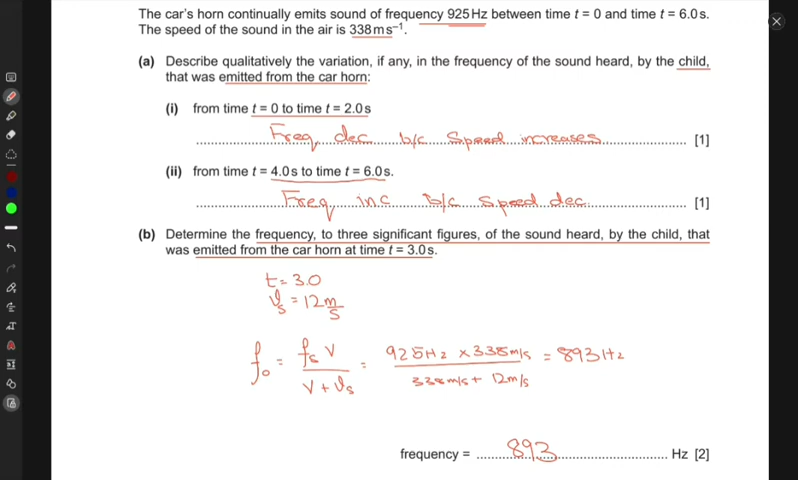 The car's horn continually emits sound of frequency 925 Hz between time t = 0 and time t = 6.0 s.
The speed of the sound in the air is 338 m s⁻¹.
(a) Describe qualitatively the variation, if any, in the frequency of the sound heard, by the child,
that was emitted from the car horn:
(i) from time t = 0 to time t = 2.0 s
Freq dec b/c Speed increases [1]
(ii) from time t = 4.0 s to time t = 6.0 s.
Freq inc b/c speed dec. [1]
(b) Determine the frequency, to three significant figures, of the sound heard, by the child, that
was emitted from the car horn at time t = 3.0 s.
t = 3.0
vs = 12 m/s
fo = fs v / v + vs = 925Hz × 338m/s / 338m/s + 12m/s = 893 Hz
frequency = 893 Hz [2]